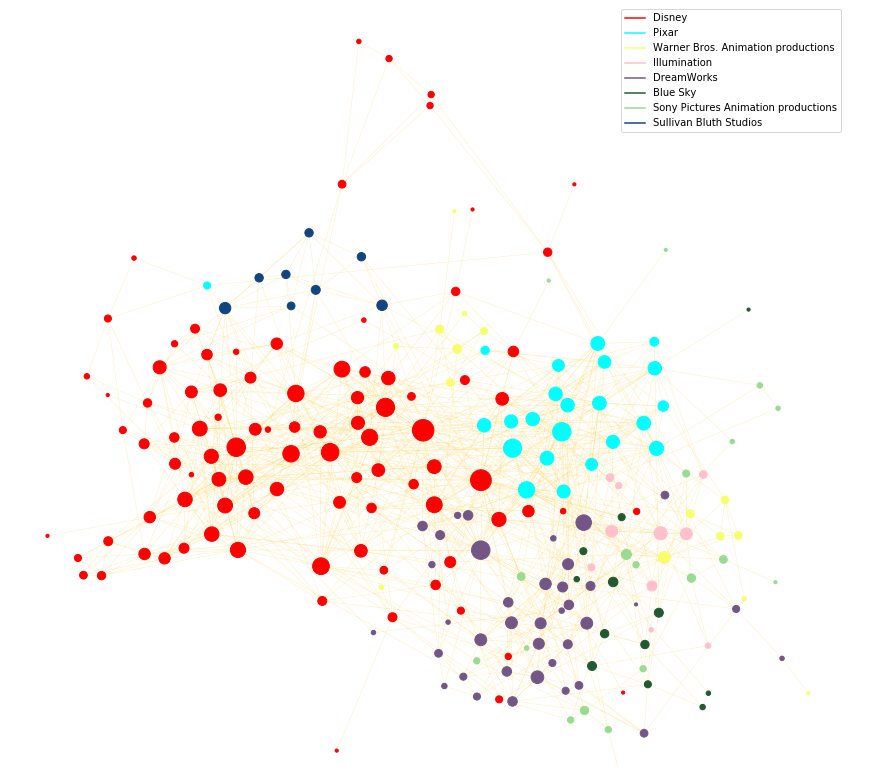 Disney
Pixar
Warner Bros. Animation productions
Illumination
DreamWorks
Blue Sky
Sony Pictures Animation productions
Sullivan Bluth Studios